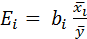 Eᵢ = bᵢ x̄ᵢ/ȳ